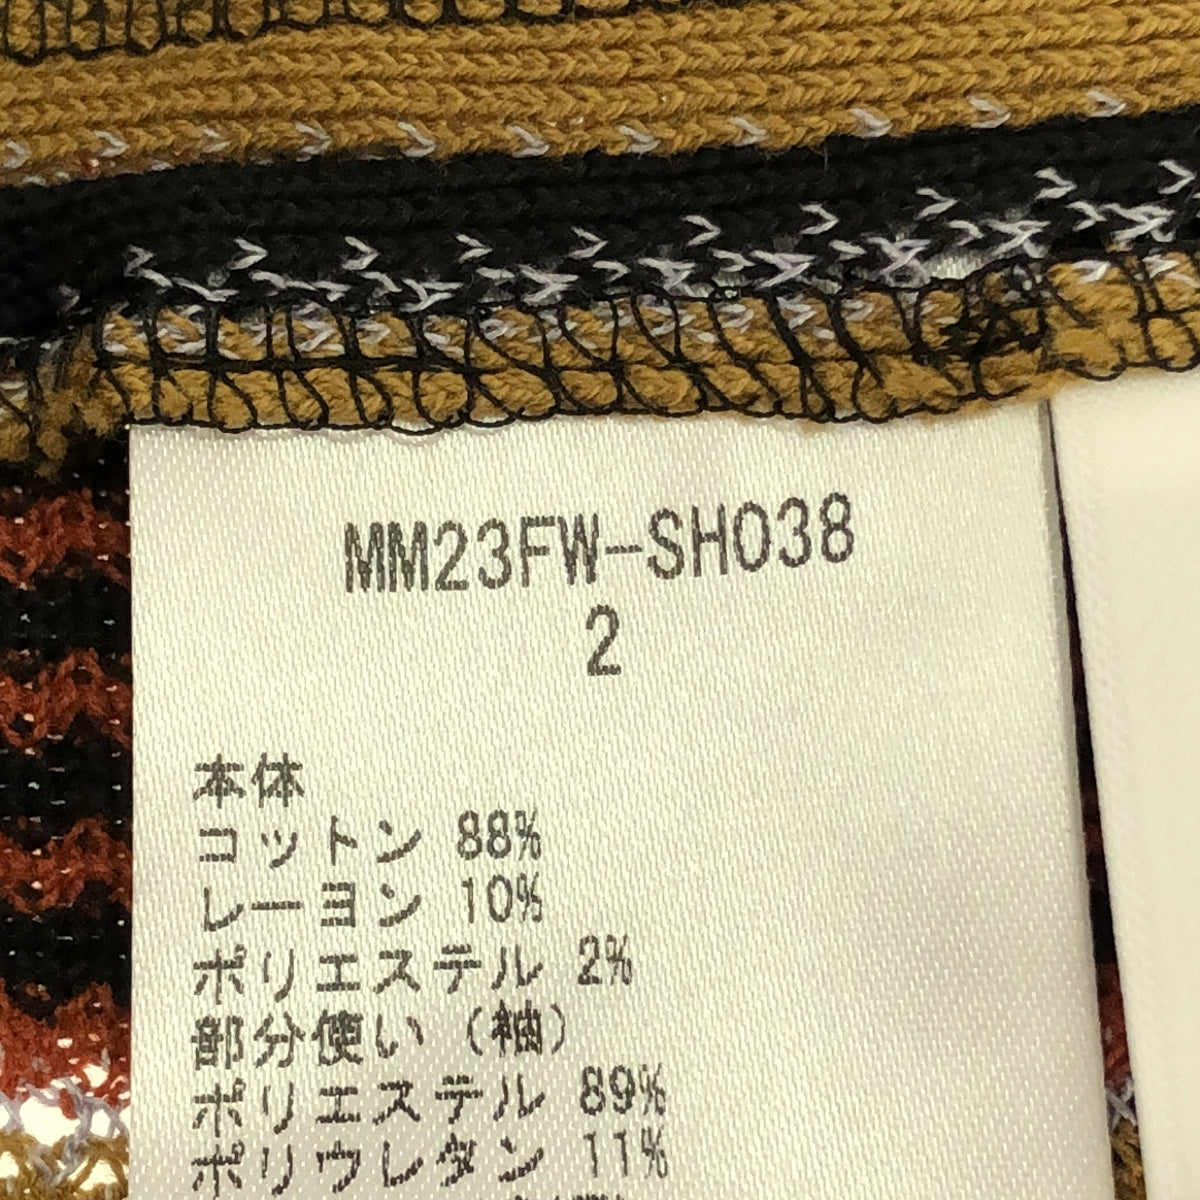 MM23FW-SH038
2
本体
コットン 88%
レーヨン 10%
ポリエステル 2%
部分使い (袖)
ポリエステル 89%
ポリウレタン 11%